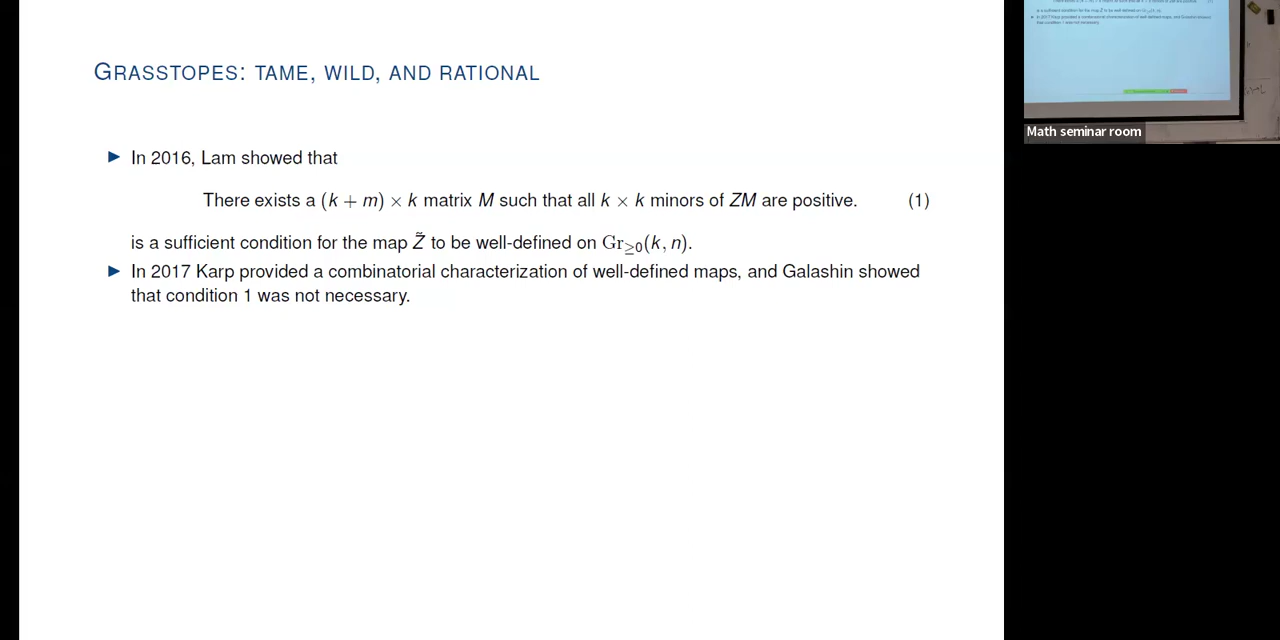 GRASSTOPES: TAME, WILD, AND RATIONAL
▶ In 2016, Lam showed that
There exists a (k + m) × k matrix M such that all k × k minors of ZM are positive. (1)
is a sufficient condition for the map Z̃ to be well-defined on Gr≥0(k, n).
▶ In 2017 Karp provided a combinatorial characterization of well-defined maps, and Galashin showed
that condition 1 was not necessary.
Math seminar room